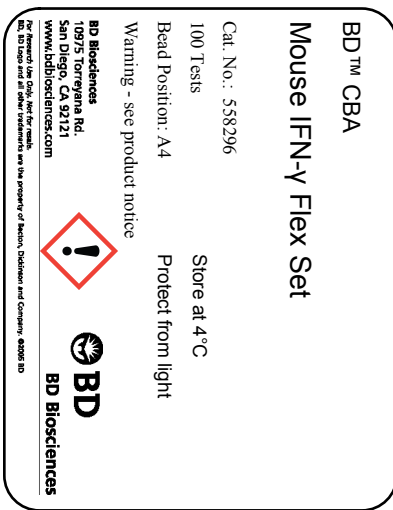 BD™ CBA
Mouse IFN-γ Flex Set
Cat. No.: 558296
100 Tests
Store at 4°C
Bead Position: A4
Protect from light
Warning - see product notice
BD Biosciences
10975 Torreyana Rd.
San Diego, CA 92121
www.bdbiosciences.com
BD
BD Biosciences
For Research Use Only. Not for resale.
BD, BD Logo and all other trademarks are the property of Becton, Dickinson and Company. ©2005 BD